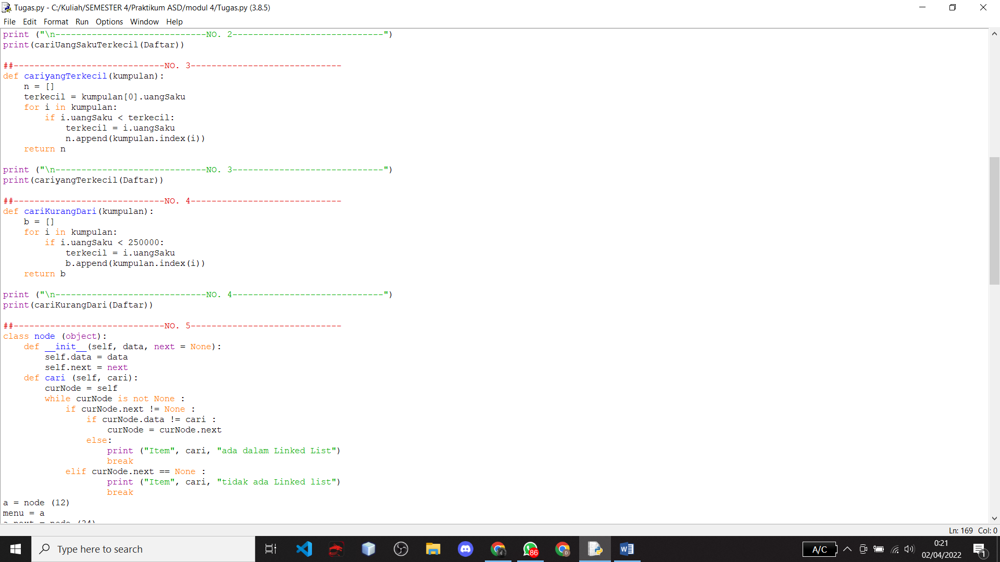 Tugas.py - C:/Kuliah/SEMESTER 4/Praktikum ASD/modul 4/Tugas.py (3.8.5)
File Edit Format Run Options Window Help
print ("\n-----------------------------NO. 2-----------------------------")
print(cariUangSakuTerkecil(Daftar))
##-----------------------------NO. 3-----------------------------
def cariyangTerkecil(kumpulan):
    n = []
    terkecil = kumpulan[0].uangSaku
    for i in kumpulan:
        if i.uangSaku < terkecil:
            terkecil = i.uangSaku
            n.append(kumpulan.index(i))
    return n
print ("\n-----------------------------NO. 3-----------------------------")
print(cariyangTerkecil(Daftar))
##-----------------------------NO. 4-----------------------------
def cariKurangDari(kumpulan):
    b = []
    for i in kumpulan:
        if i.uangSaku < 250000:
            terkecil = i.uangSaku
            b.append(kumpulan.index(i))
    return b
print ("\n-----------------------------NO. 4-----------------------------")
print(cariKurangDari(Daftar))
##-----------------------------NO. 5-----------------------------
class node (object):
    def __init__(self, data, next = None):
        self.data = data
        self.next = next
    def cari (self, cari):
        curNode = self
        while curNode is not None :
            if curNode.next != None :
                if curNode.data != cari :
                    curNode = curNode.next
                else:
                    print ("Item", cari, "ada dalam Linked List")
                    break
            elif curNode.next == None :
                    print ("Item", cari, "tidak ada Linked list")
                    break
a = node (12)
menu = a
a.next = node (34)
Ln: 169 Col: 0
Type here to search
86
D
A/C
0:21
02/04/2022
1